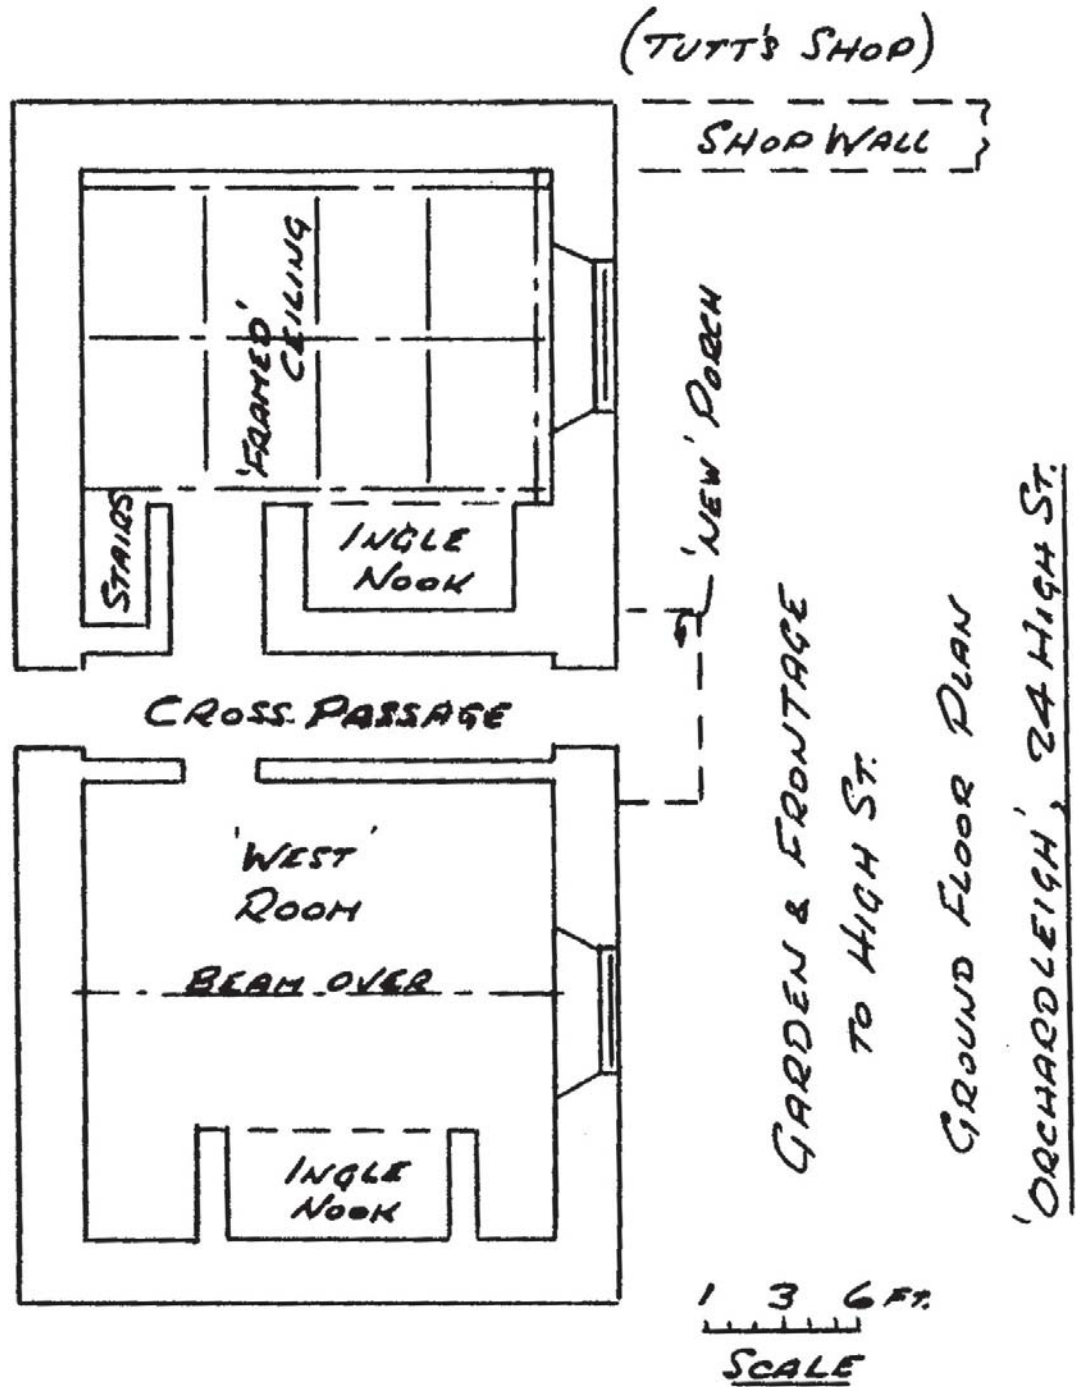 (TUTT'S SHOP)
SHOP WALL
'FRAMED'
CEILING
'NEW' PORCH
STAIRS
INGLE
NOOK
CROSS PASSAGE
'WEST'
ROOM
BEAM OVER
INGLE
NOOK
GARDEN & FRONTAGE
TO HIGH ST.
GROUND FLOOR PLAN
'ORCHARDLEIGH', 24 HIGH ST.
1 3 6 FT.
SCALE